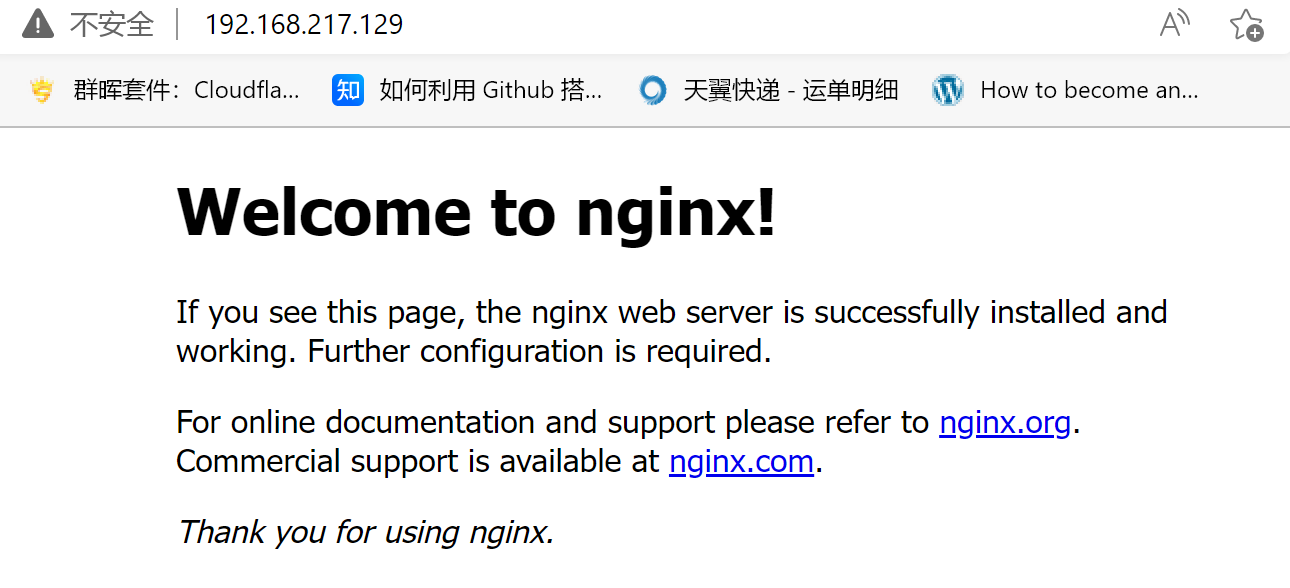 不安全 192.168.217.129
群晖套件：Cloudfla... 知 如何利用 Github 搭... 天翼快递 - 运单明细 How to become an...
Welcome to nginx!
If you see this page, the nginx web server is successfully installed and
working. Further configuration is required.
For online documentation and support please refer to nginx.org.
Commercial support is available at nginx.com.
Thank you for using nginx.